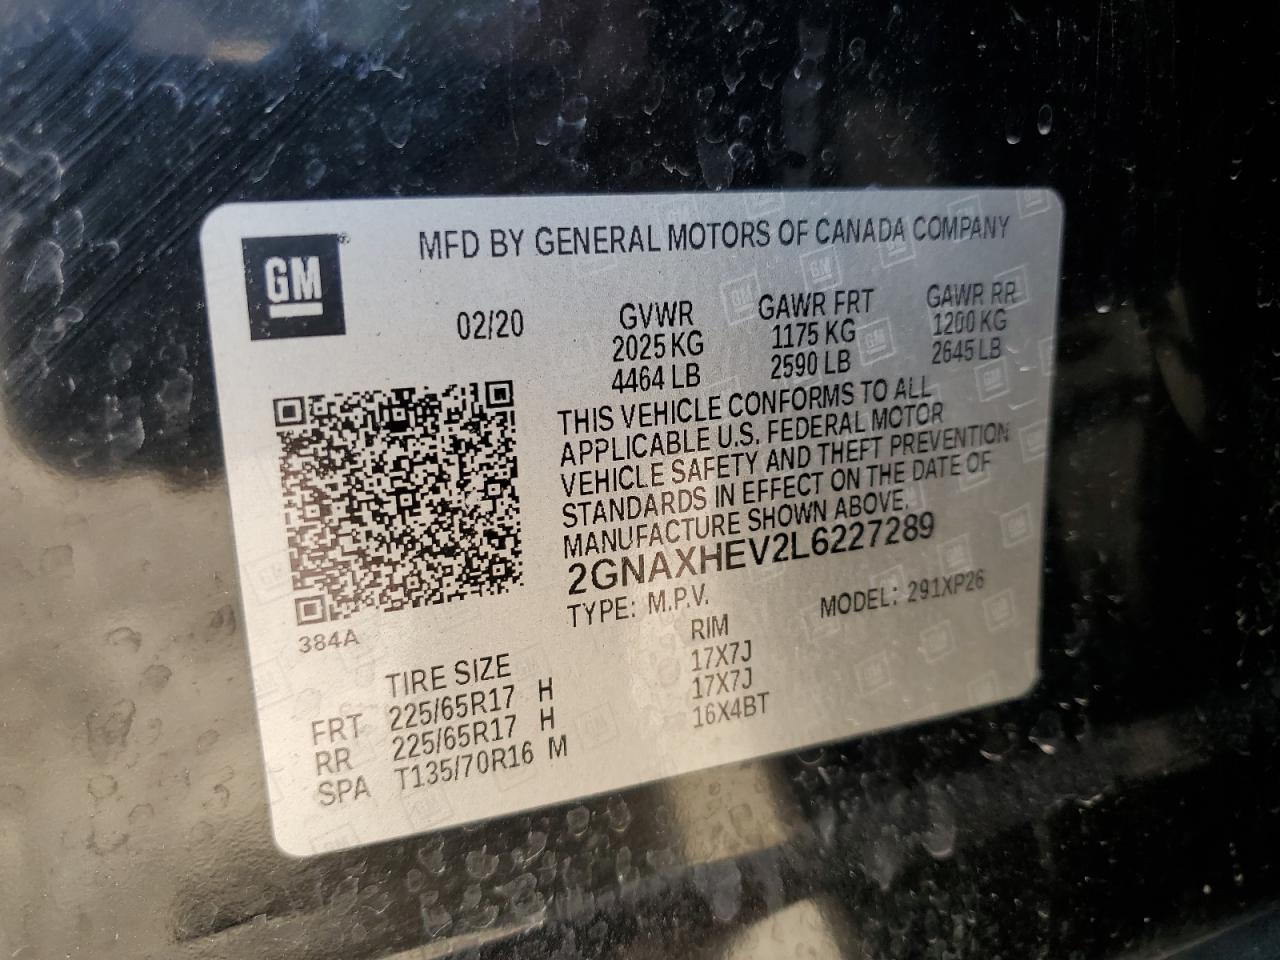 GM
MFD BY GENERAL MOTORS OF CANADA COMPANY
02/20 GVWR GAWR FRT GAWR RR
2025 KG 1175 KG 1200 KG
4464 LB 2590 LB 2645 LB
THIS VEHICLE CONFORMS TO ALL
APPLICABLE U.S. FEDERAL MOTOR
VEHICLE SAFETY AND THEFT PREVENTION
STANDARDS IN EFFECT ON THE DATE OF
MANUFACTURE SHOWN ABOVE.
2GNAXHEV2L6227289
TYPE: M.P.V. MODEL: 291XP26
384A
TIRE SIZE RIM
FRT 225/65R17 H 17X7J
RR 225/65R17 H 17X7J
SPA T135/70R16 M 16X4BT